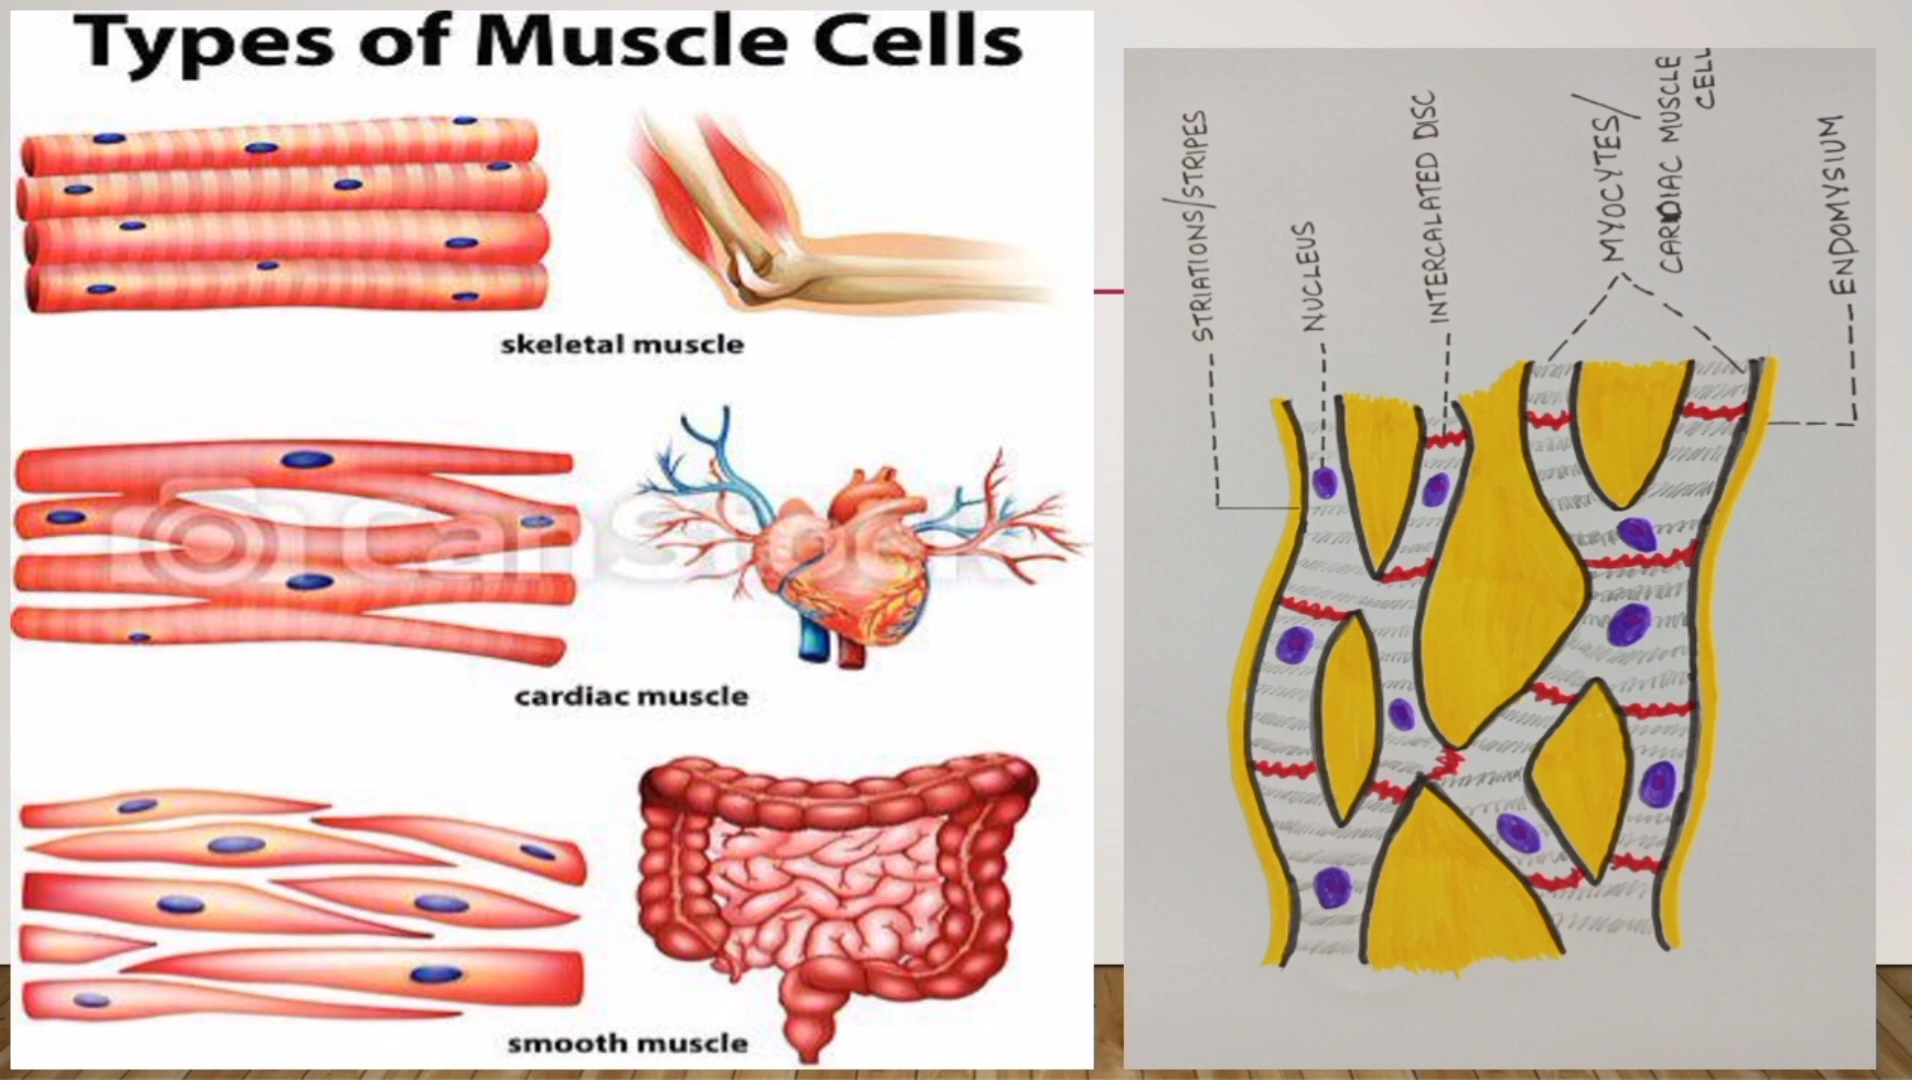 Types of Muscle Cells
skeletal muscle
cardiac muscle
smooth muscle
CanStock
STRIATIONS/STRIPES
NUCLEUS
INTERCALATED DISC
MYOCYTES/
CARDIAC MUSCLE
CELL
ENDOMYSIUM